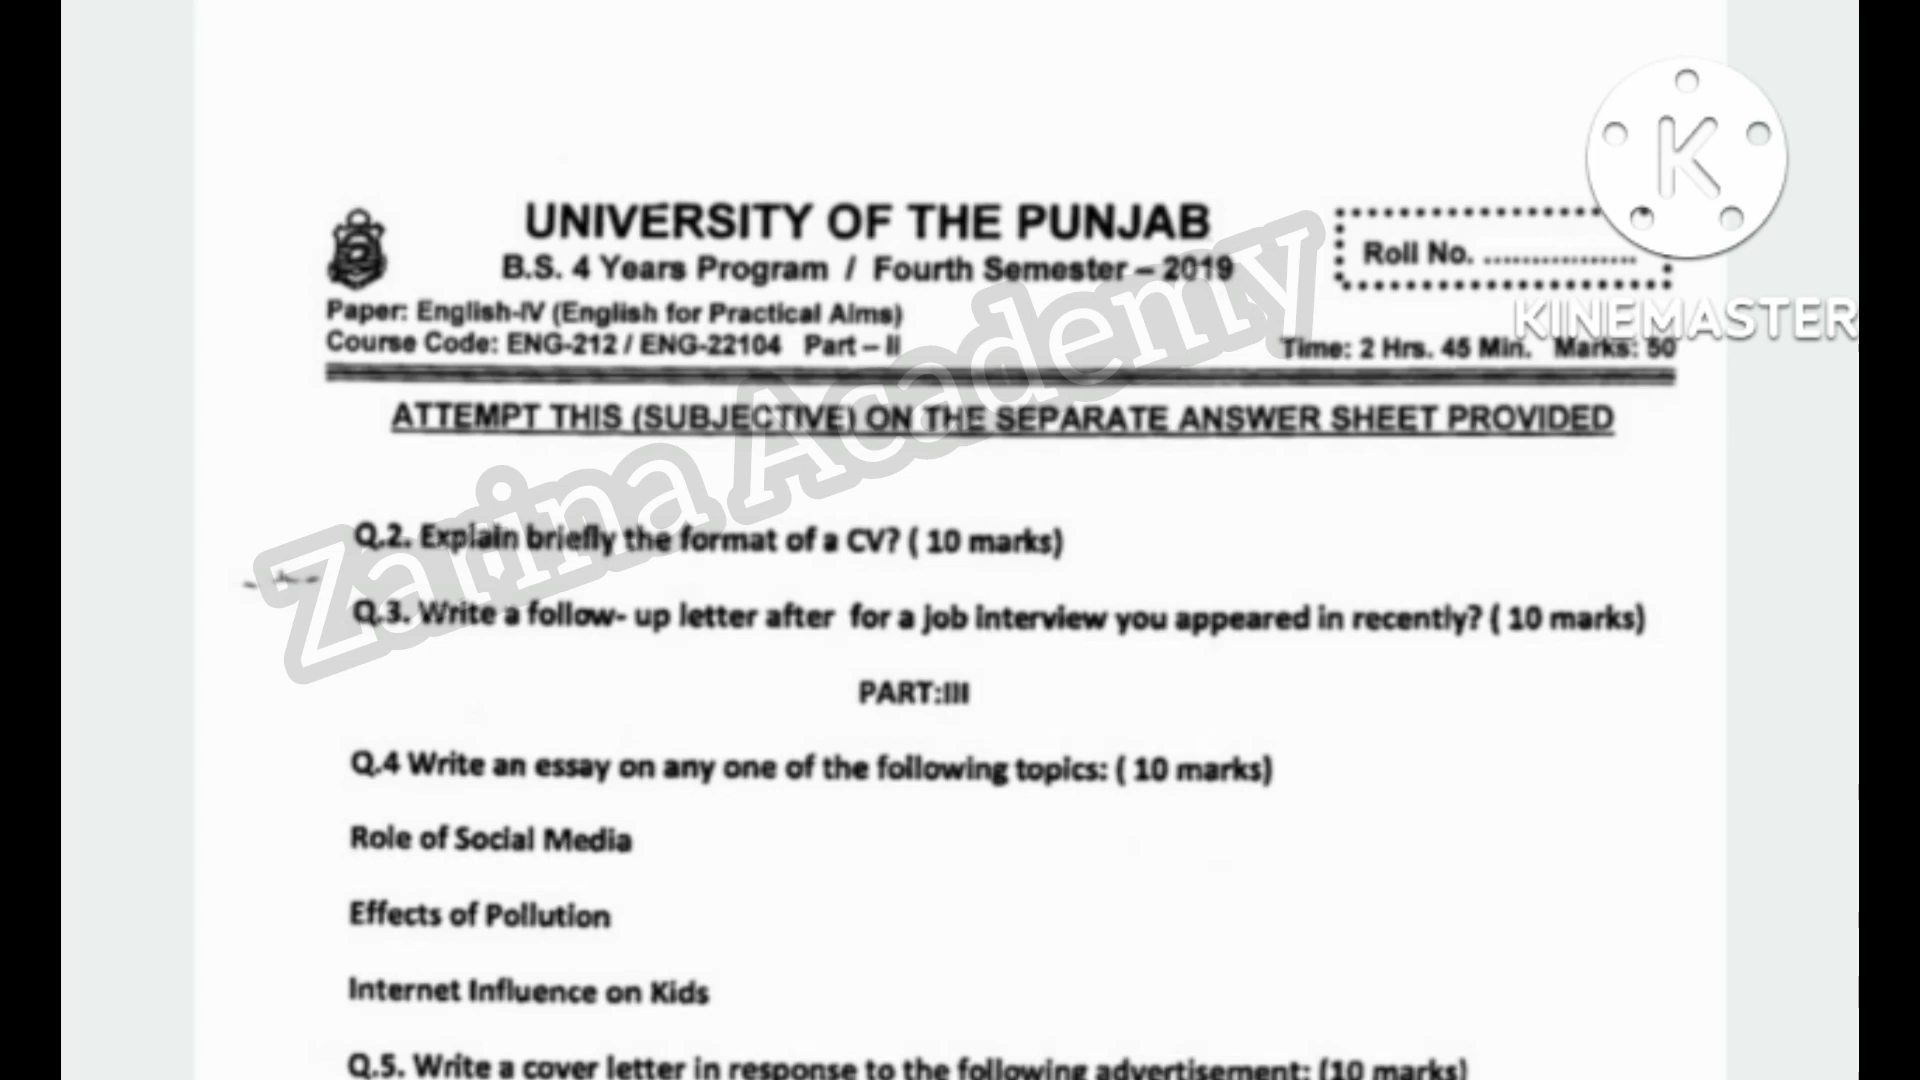 UNIVERSITY OF THE PUNJAB
B.S. 4 Years Program / Fourth Semester – 2019
Roll No. ................
K
KINEMASTER
Paper: English-IV (English for Practical Aims)
Course Code: ENG-212 / ENG-22104 Part – II
Time: 2 Hrs. 45 Min. Marks: 50
ATTEMPT THIS (SUBJECTIVE) ON THE SEPARATE ANSWER SHEET PROVIDED
Zarina Academy
Q.2. Explain briefly the format of a CV? ( 10 marks)
Q.3. Write a follow- up letter after for a job interview you appeared in recently? ( 10 marks)
PART:III
Q.4 Write an essay on any one of the following topics: ( 10 marks)
Role of Social Media
Effects of Pollution
Internet Influence on Kids
Q.5. Write a cover letter in response to the following advertisement: (10 marks)